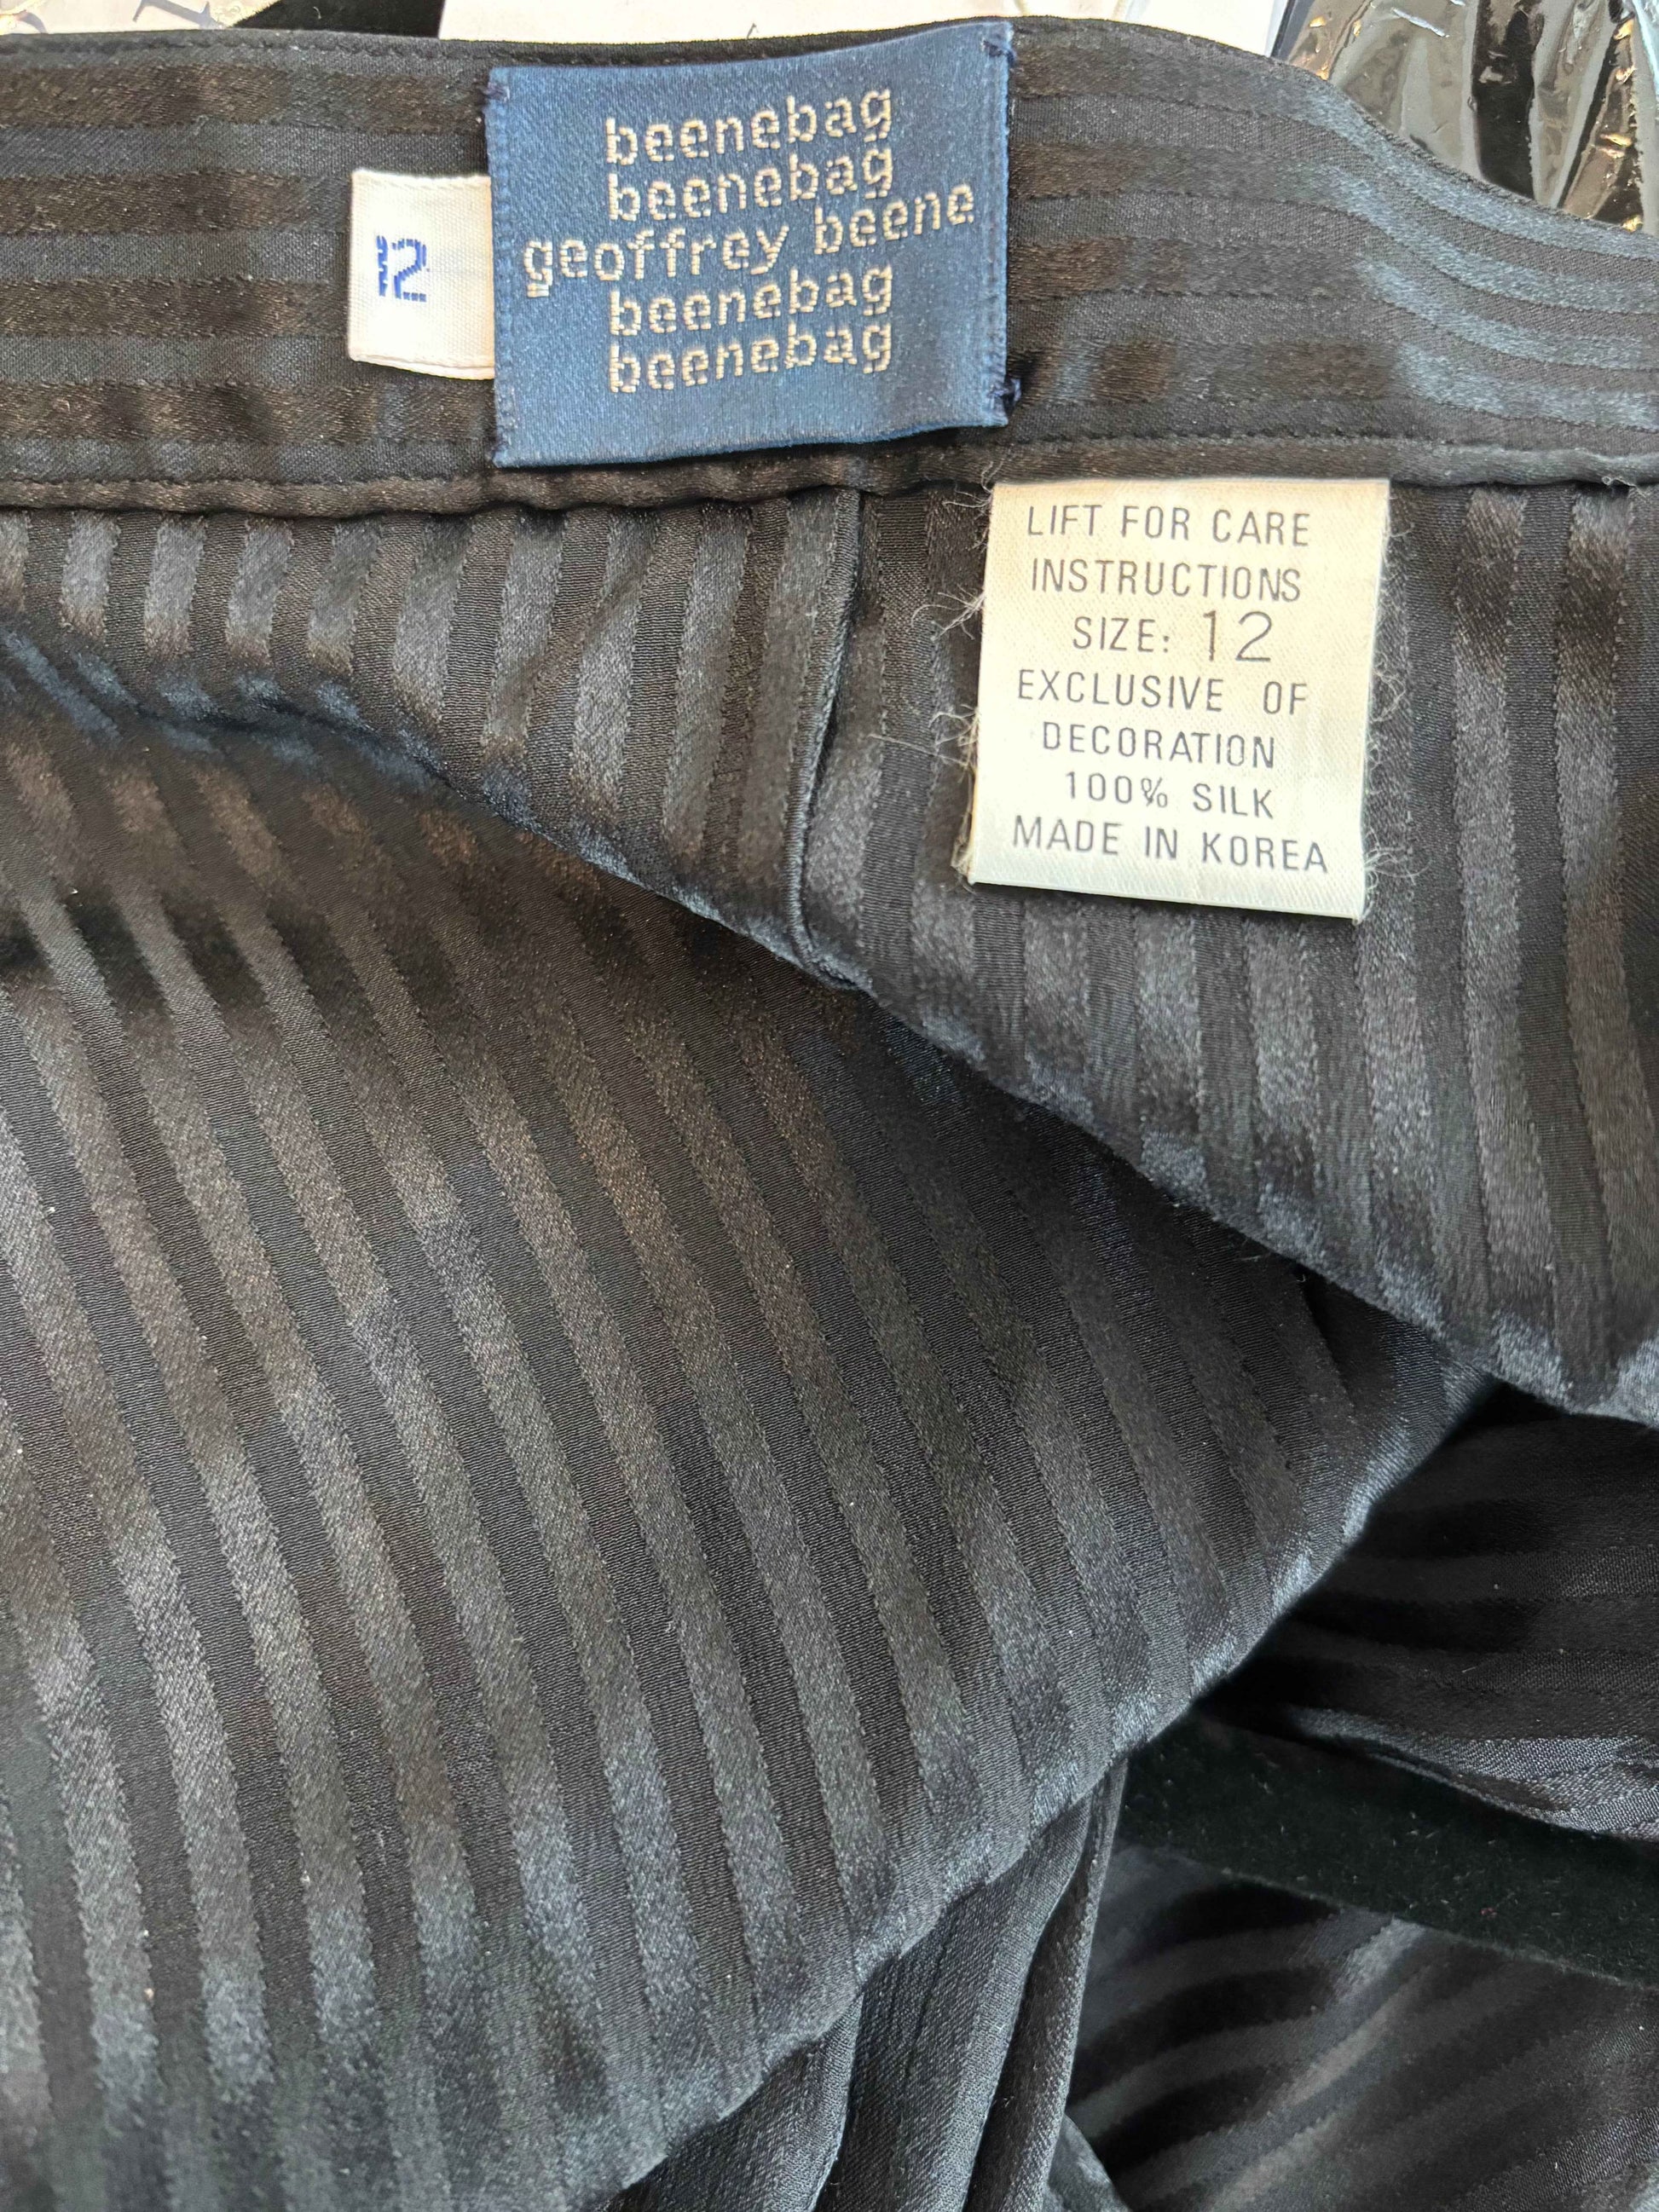 beenebag
beenebag
geoffrey beene
beenebag
beenebag
12
LIFT FOR CARE
INSTRUCTIONS
SIZE: 12
EXCLUSIVE OF
DECORATION
100% SILK
MADE IN KOREA